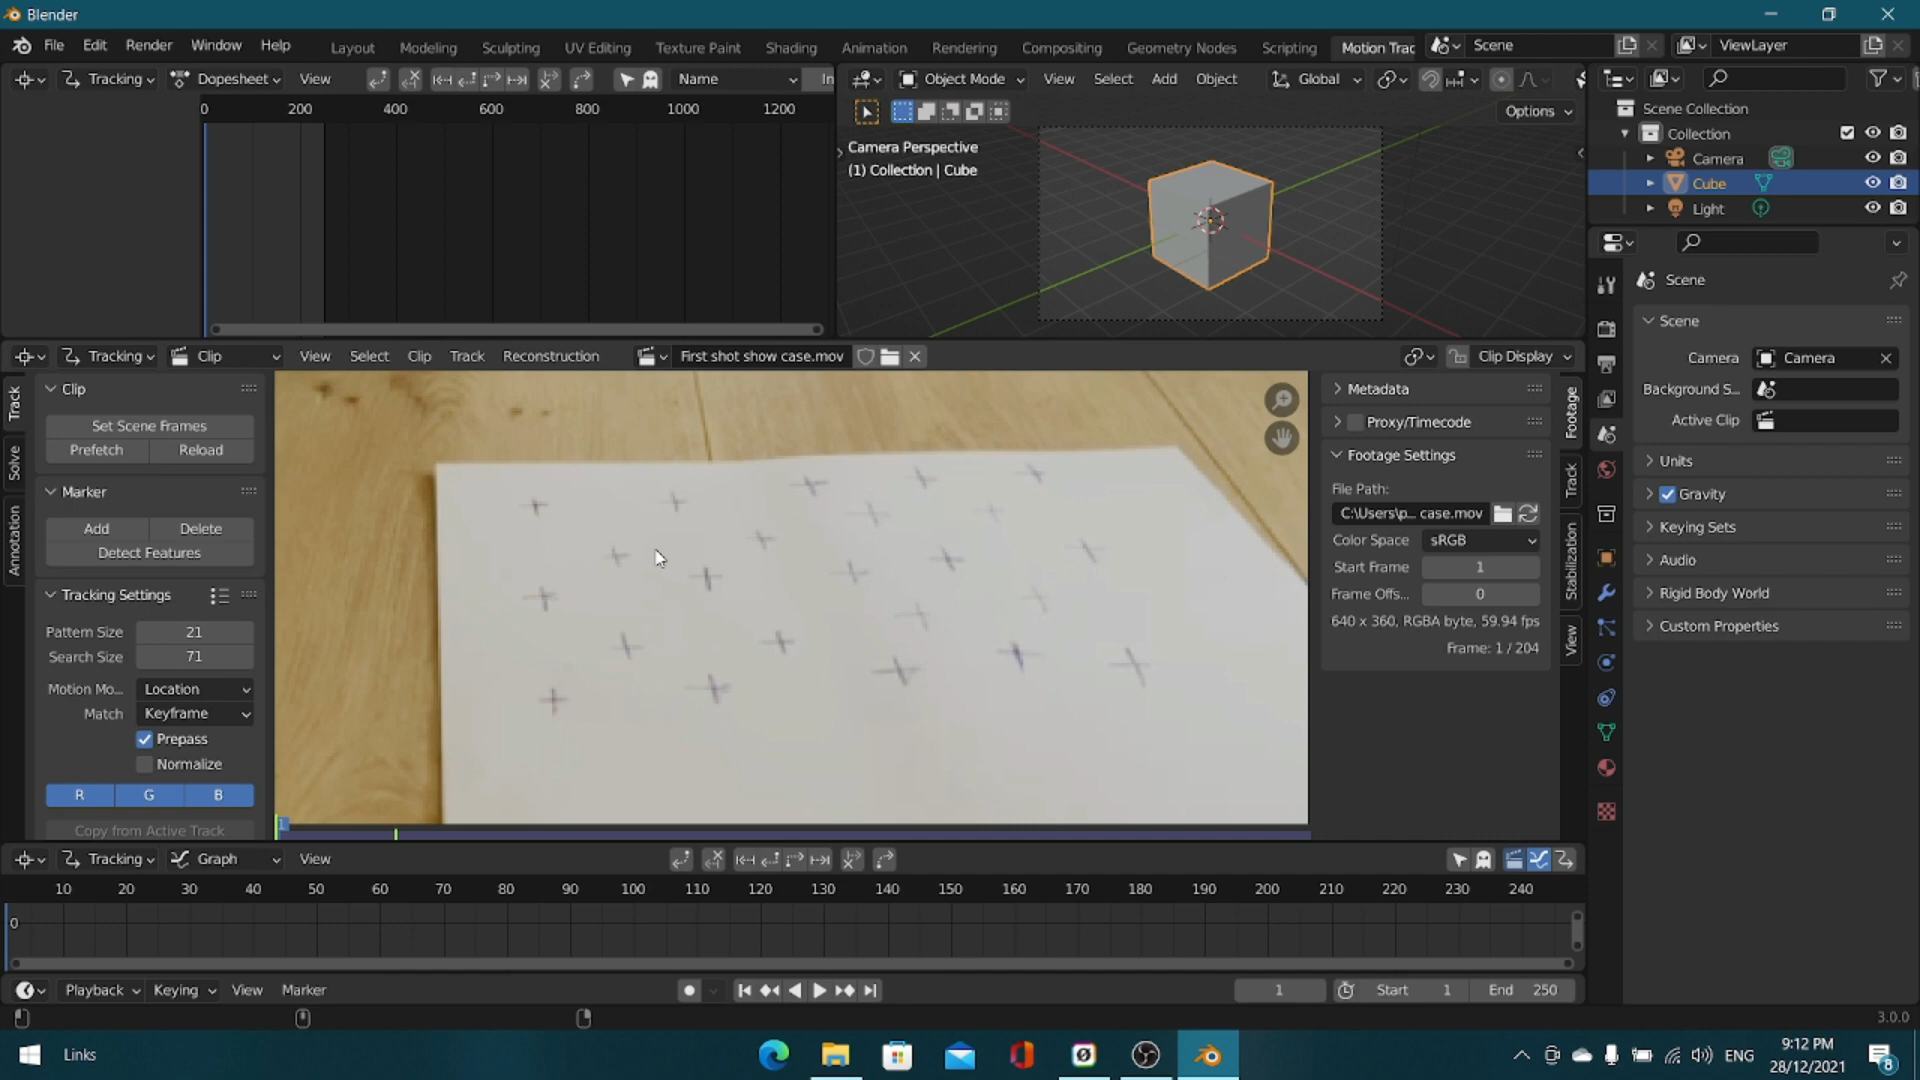 Blender
File Edit Render Window Help Layout Modeling Sculpting UV Editing Texture Paint Shading Animation Rendering Compositing Geometry Nodes Scripting Motion Trac Scene ViewLayer
Tracking Dopesheet View Name In
Object Mode View Select Add Object Global
0 200 400 600 800 1000 1200
Options
Camera Perspective
(1) Collection | Cube
Scene Collection
Collection
Camera
Cube
Light
Tracking Clip View Select Clip Track Reconstruction First shot show case.mov Clip Display
Track
Solve
Annotation
Clip
Set Scene Frames
Prefetch Reload
Marker
Add Delete
Detect Features
Tracking Settings
Pattern Size 21
Search Size 71
Motion Mo... Location
Match Keyframe
Prepass
Normalize
R G B
Copy from Active Track
1
Metadata
Proxy/Timecode
Footage Settings
File Path:
C:\Users\p... case.mov
Color Space sRGB
Start Frame 1
Frame Offs... 0
640 x 360, RGBA byte, 59.94 fps
Frame: 1 / 204
Footage
Track
Stabilization
View
Scene
Scene
Camera Camera
Background S...
Active Clip
Units
Gravity
Keying Sets
Audio
Rigid Body World
Custom Properties
Tracking Graph View
10 20 30 40 50 60 70 80 90 100 110 120 130 140 150 160 170 180 190 200 210 220 230 240
0
Playback Keying View Marker 1 Start 1 End 250
3.0.0
Links
ENG
9:12 PM
28/12/2021
8